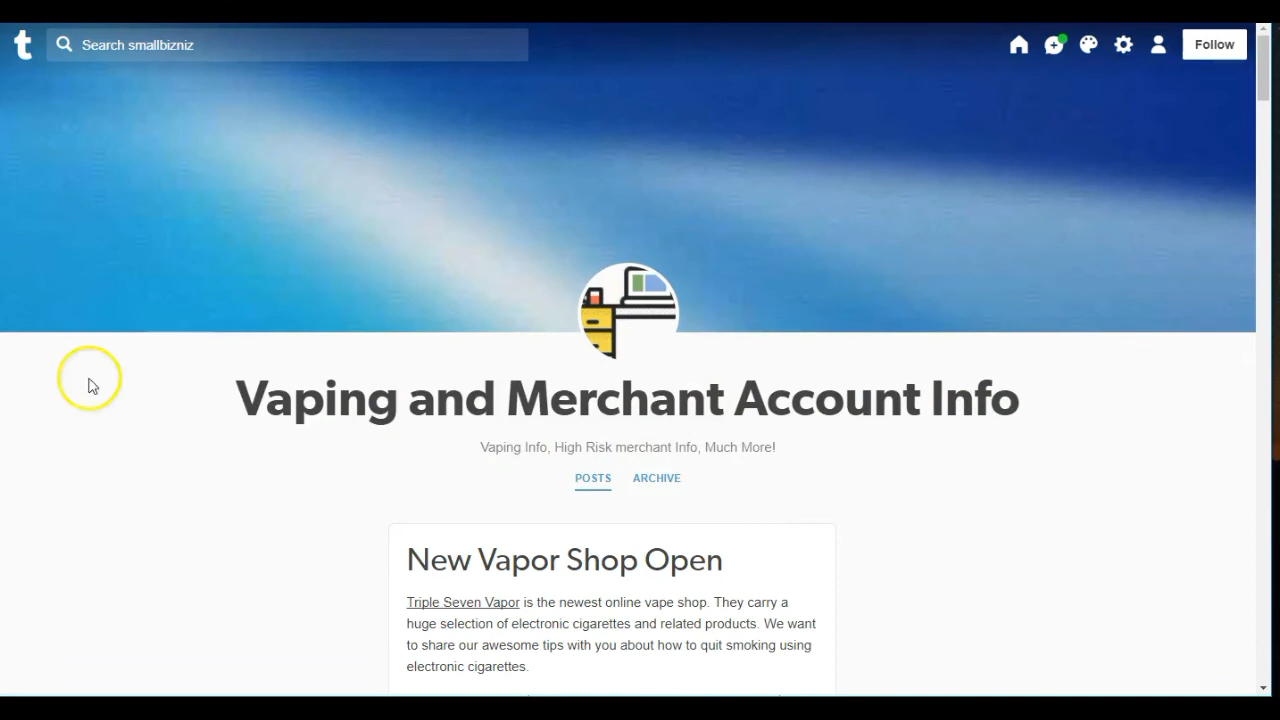 t
Search smallbizniz
Follow
Vaping and Merchant Account Info
Vaping Info, High Risk merchant Info, Much More!
POSTS
ARCHIVE
New Vapor Shop Open
Triple Seven Vapor is the newest online vape shop. They carry a
huge selection of electronic cigarettes and related products. We want
to share our awesome tips with you about how to quit smoking using
electronic cigarettes.